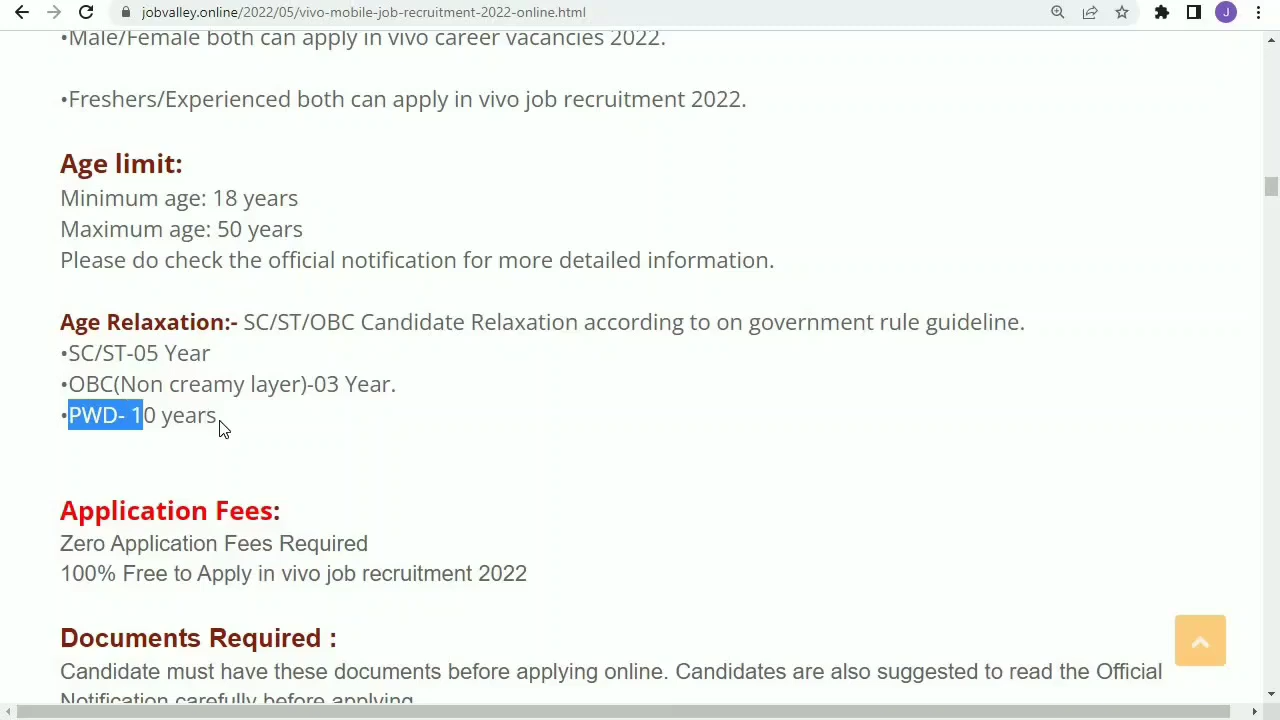 jobvalley.online/2022/05/vivo-mobile-job-recruitment-2022-online.html
J
•Male/Female both can apply in vivo career vacancies 2022.
•Freshers/Experienced both can apply in vivo job recruitment 2022.
Age limit:
Minimum age: 18 years
Maximum age: 50 years
Please do check the official notification for more detailed information.
Age Relaxation:- SC/ST/OBC Candidate Relaxation according to on government rule guideline.
•SC/ST-05 Year
•OBC(Non creamy layer)-03 Year.
•PWD- 10 years
Application Fees:
Zero Application Fees Required
100% Free to Apply in vivo job recruitment 2022
Documents Required :
Candidate must have these documents before applying online. Candidates are also suggested to read the Official
Notification carefully before applying